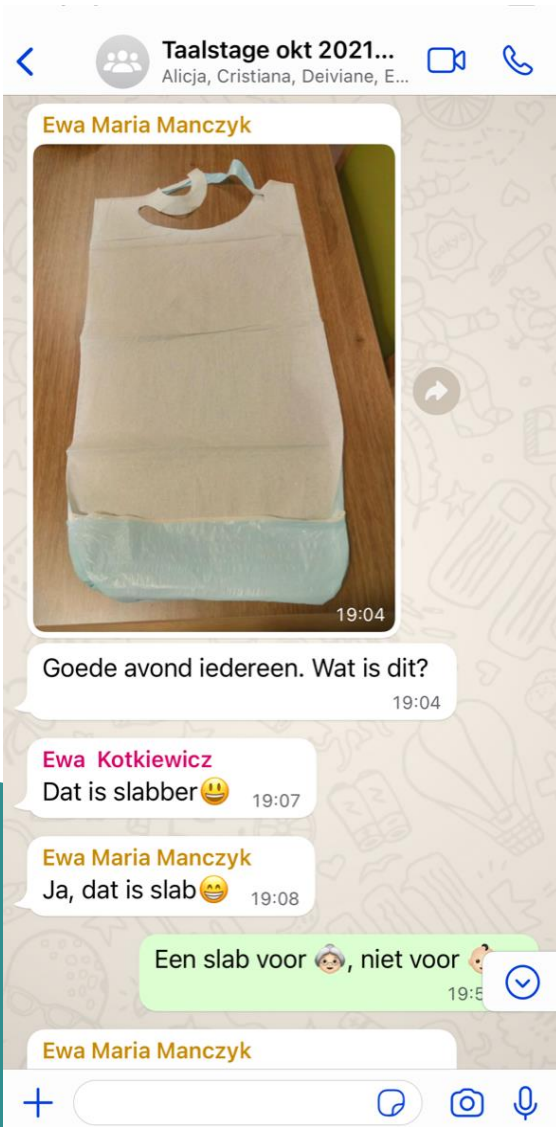 Taalstage okt 2021...
Alicja, Cristiana, Deiviane, E...
Ewa Maria Manczyk
19:04
Goede avond iedereen. Wat is dit?
19:04
Ewa Kotkiewicz
Dat is slabber😃 19:07
Ewa Maria Manczyk
Ja, dat is slab😁 19:08
Een slab voor 👵🏻, niet voor 👶🏻
19:5
Ewa Maria Manczyk